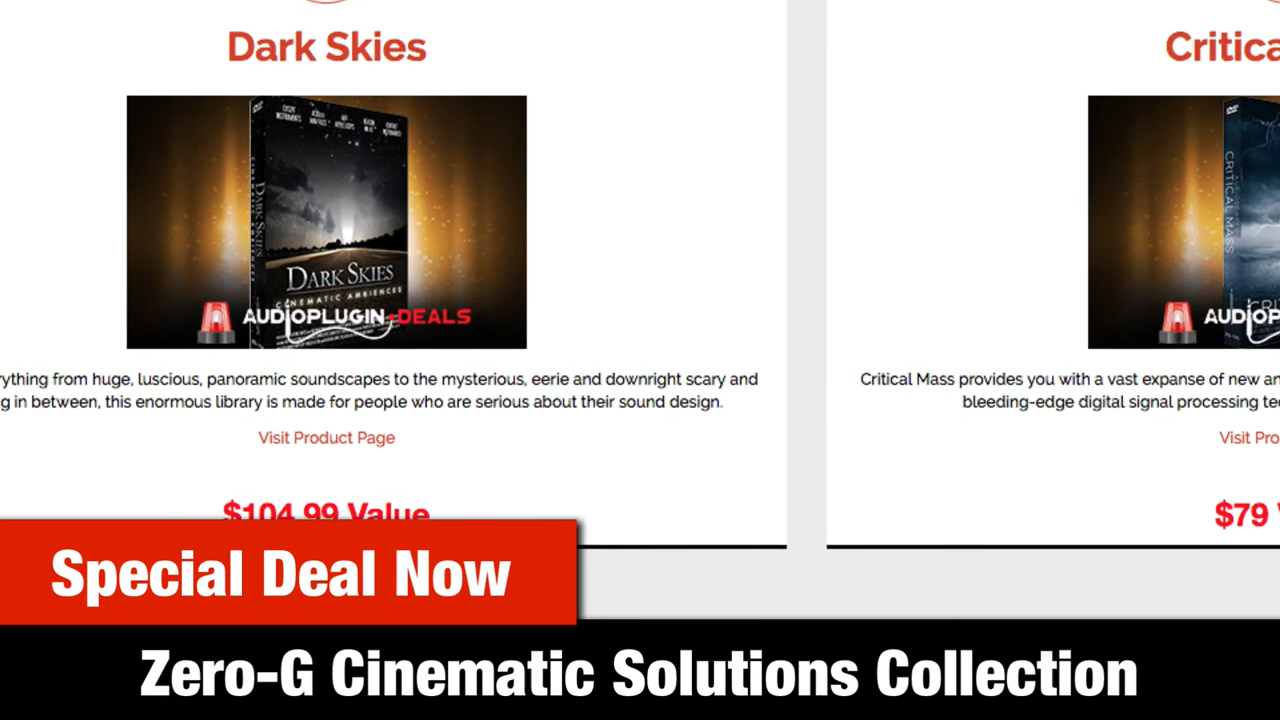 Dark Skies
Critica
DARK SKIES
CINEMATIC AMBIENCES
DARK SKIES
CRITICAL MASS
AUDIOPLUGIN.DEALS
AUDIOP
rything from huge, luscious, panoramic soundscapes to the mysterious, eerie and downright scary and
g in between, this enormous library is made for people who are serious about their sound design.
Visit Product Page
$104.99 Value
Critical Mass provides you with a vast expanse of new an
bleeding-edge digital signal processing te
Visit Pro
$79 V
Special Deal Now
Zero-G Cinematic Solutions Collection